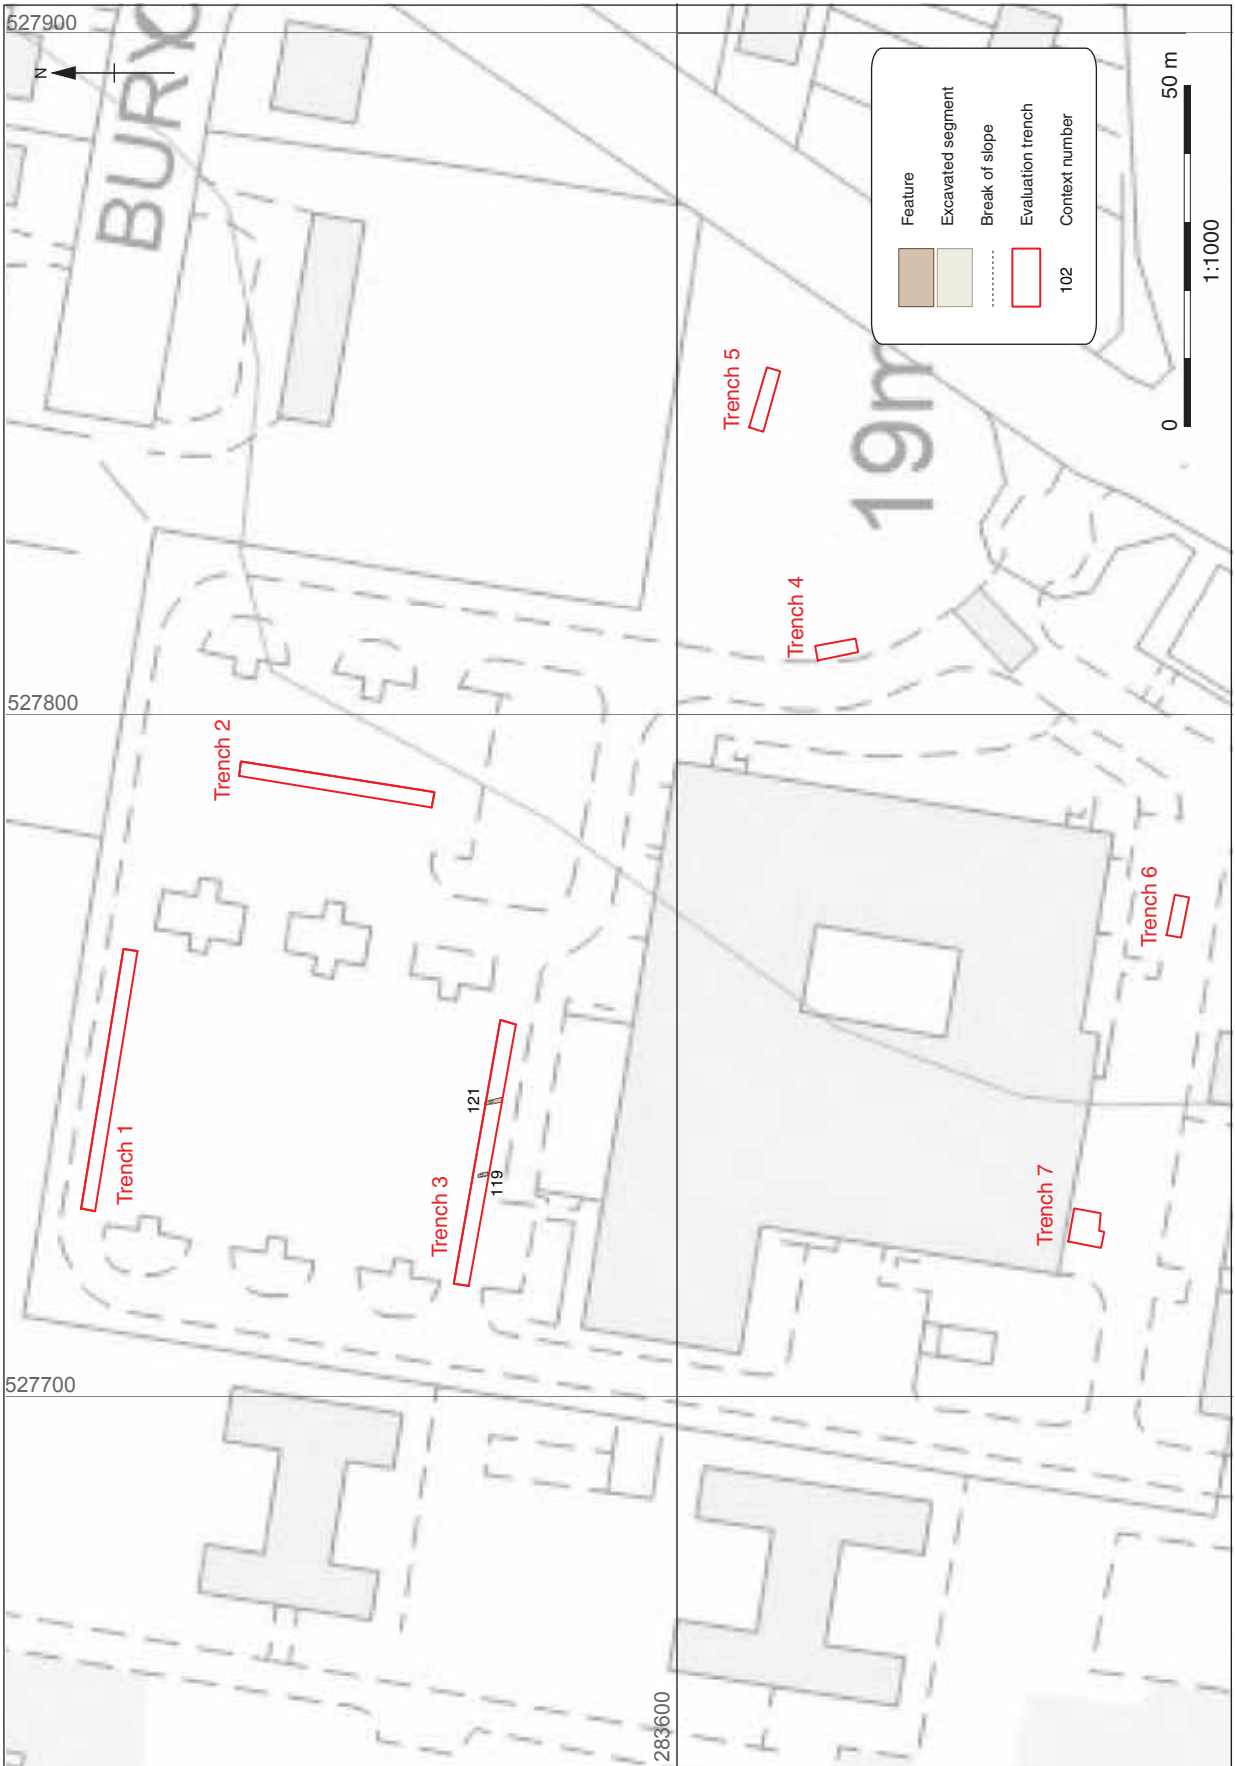 527900
N
BURY
527800
527700
283600
Trench 1
Trench 2
Trench 3
119
121
Trench 4
Trench 5
19m
Trench 6
Trench 7
Feature
Excavated segment
Break of slope
Evaluation trench
102 Context number
0 50 m
1:1000